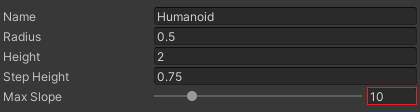 Name Humanoid
Radius 0.5
Height 2
Step Height 0.75
Max Slope 10